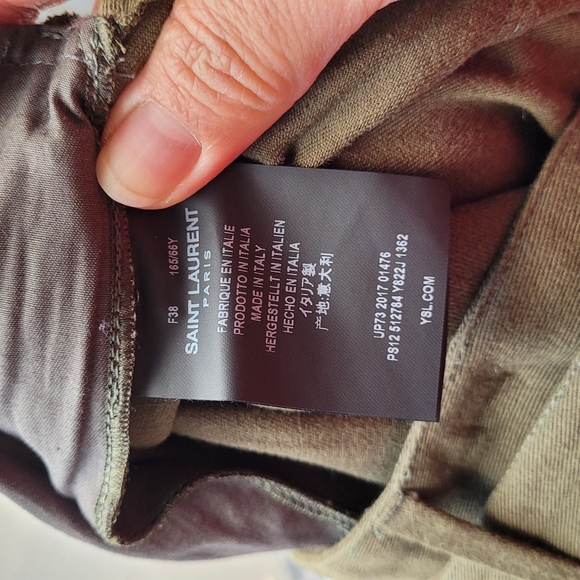 F38 165/66Y
SAINT LAURENT
PARIS
FABRIQUE EN ITALIE
PRODOTTO IN ITALIA
MADE IN ITALY
HERGESTELLT IN ITALIEN
HECHO EN ITALIA
イタリア製
产地:意大利
UP73 2017 01476
PS12 512784 Y822J 1362
YSL.COM